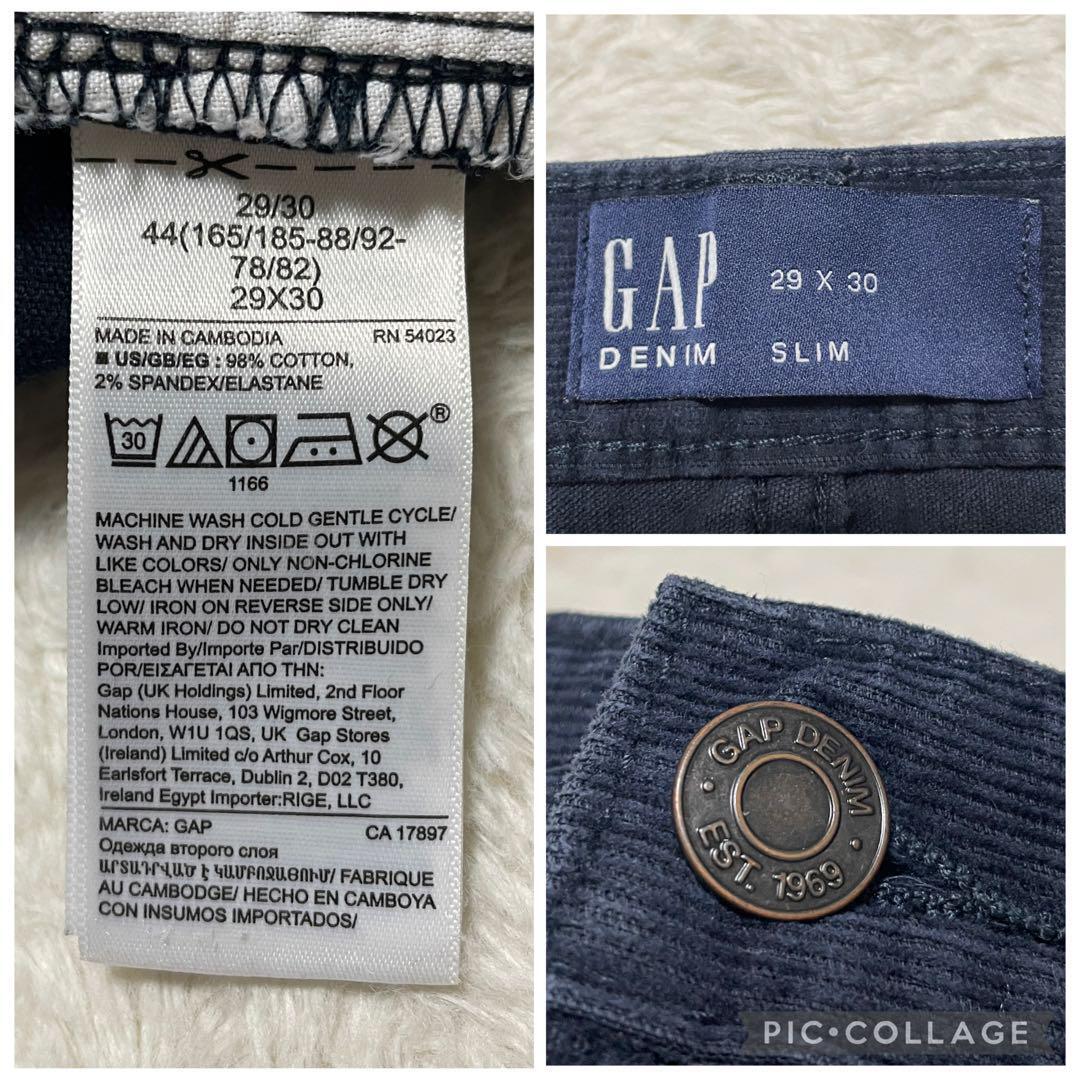 29/30
44(165/185-88/92-
78/82)
29X30
MADE IN CAMBODIA RN 54023
US/GB/EG : 98% COTTON,
2% SPANDEX/ELASTANE
30 ®
1166
MACHINE WASH COLD GENTLE CYCLE/
WASH AND DRY INSIDE OUT WITH
LIKE COLORS/ ONLY NON-CHLORINE
BLEACH WHEN NEEDED/ TUMBLE DRY
LOW/ IRON ON REVERSE SIDE ONLY/
WARM IRON/ DO NOT DRY CLEAN
Imported By/Importe Par/DISTRIBUIDO
POR/ΕΙΣΑΓΕΤΑΙ ΑΠΟ ΤΗΝ:
Gap (UK Holdings) Limited, 2nd Floor
Nations House, 103 Wigmore Street,
London, W1U 1QS, UK Gap Stores
(Ireland) Limited c/o Arthur Cox, 10
Earlsfort Terrace, Dublin 2, D02 T380,
Ireland Egypt Importer:RIGE, LLC
MARCA: GAP CA 17897
Одежда второго слоя
ԱՐՏԱԴՐՎԱԾ է ԿԱՄԲՈՋԱՅՈՒՄ/ FABRIQUE
AU CAMBODGE/ HECHO EN CAMBOYA
CON INSUMOS IMPORTADOS/
GAP 29 X 30
DENIM SLIM
GAP DENIM
EST. 1969
PIC•COLLAGE